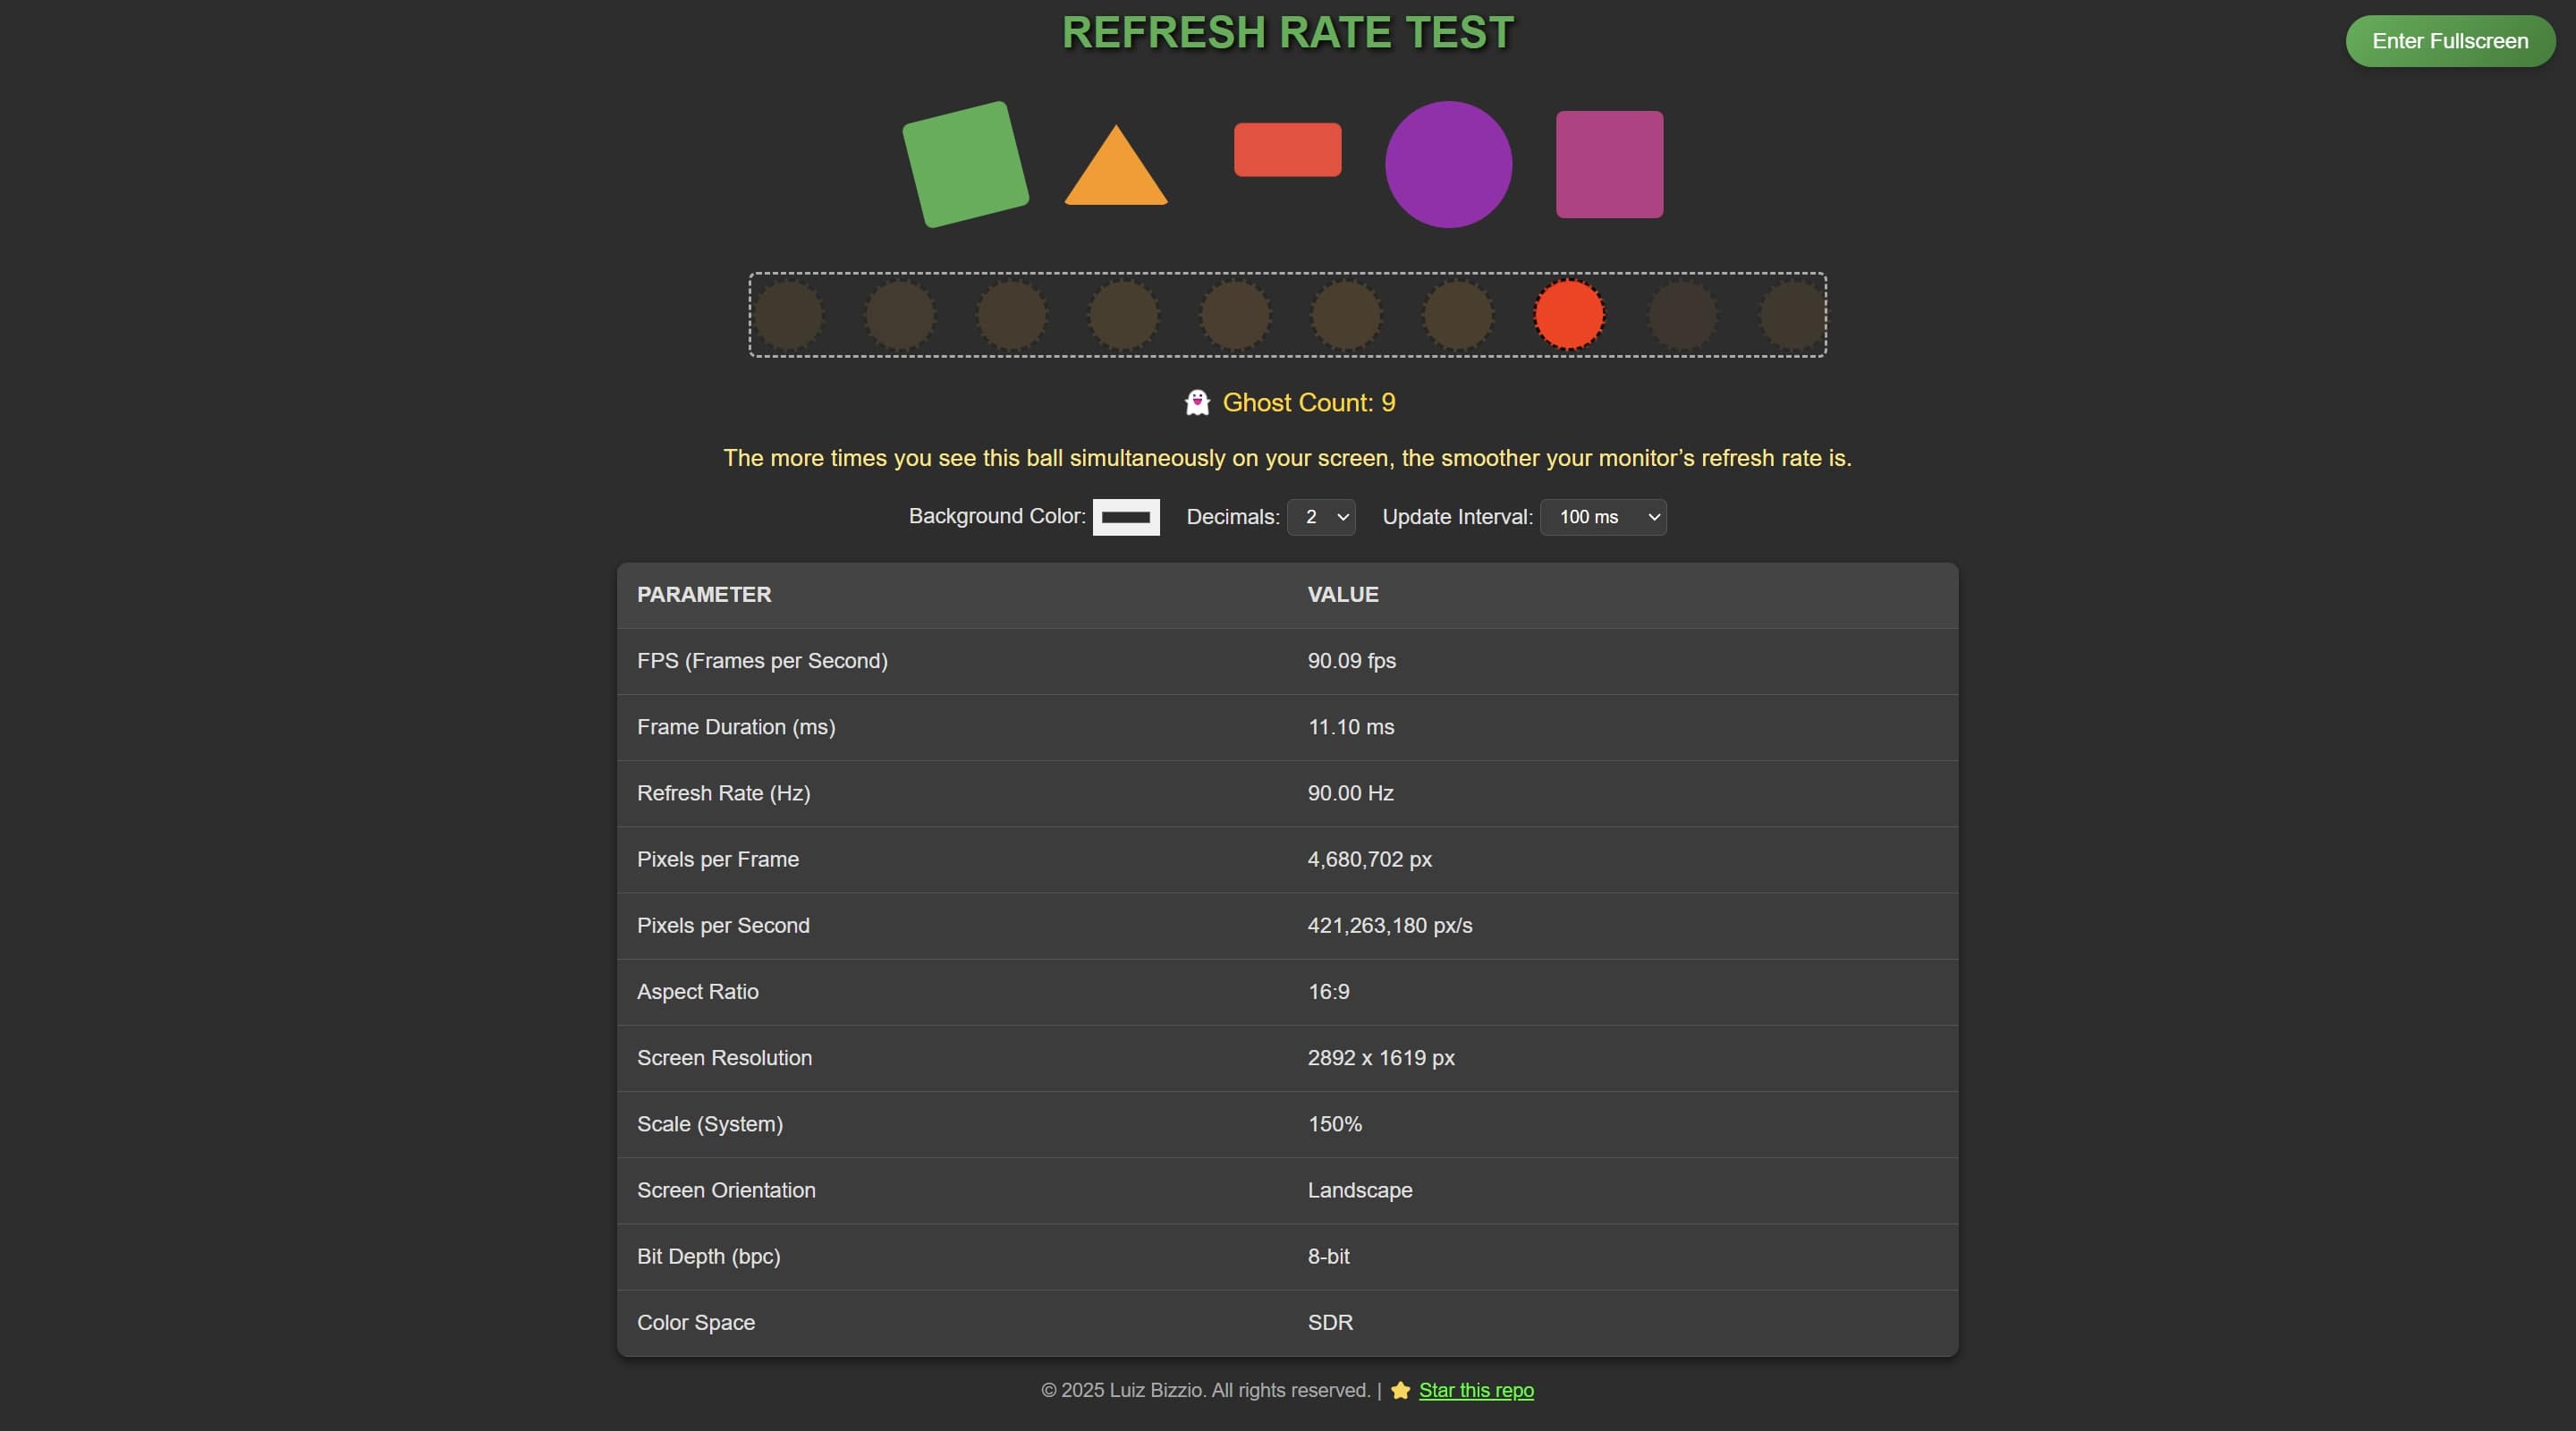 REFRESH RATE TEST
Enter Fullscreen
👻 Ghost Count: 9
The more times you see this ball simultaneously on your screen, the smoother your monitor’s refresh rate is.
Background Color: Decimals: 2 Update Interval: 100 ms
PARAMETER VALUE
FPS (Frames per Second) 90.09 fps
Frame Duration (ms) 11.10 ms
Refresh Rate (Hz) 90.00 Hz
Pixels per Frame 4,680,702 px
Pixels per Second 421,263,180 px/s
Aspect Ratio 16:9
Screen Resolution 2892 x 1619 px
Scale (System) 150%
Screen Orientation Landscape
Bit Depth (bpc) 8-bit
Color Space SDR
© 2025 Luiz Bizzio. All rights reserved. | ⭐ Star this repo